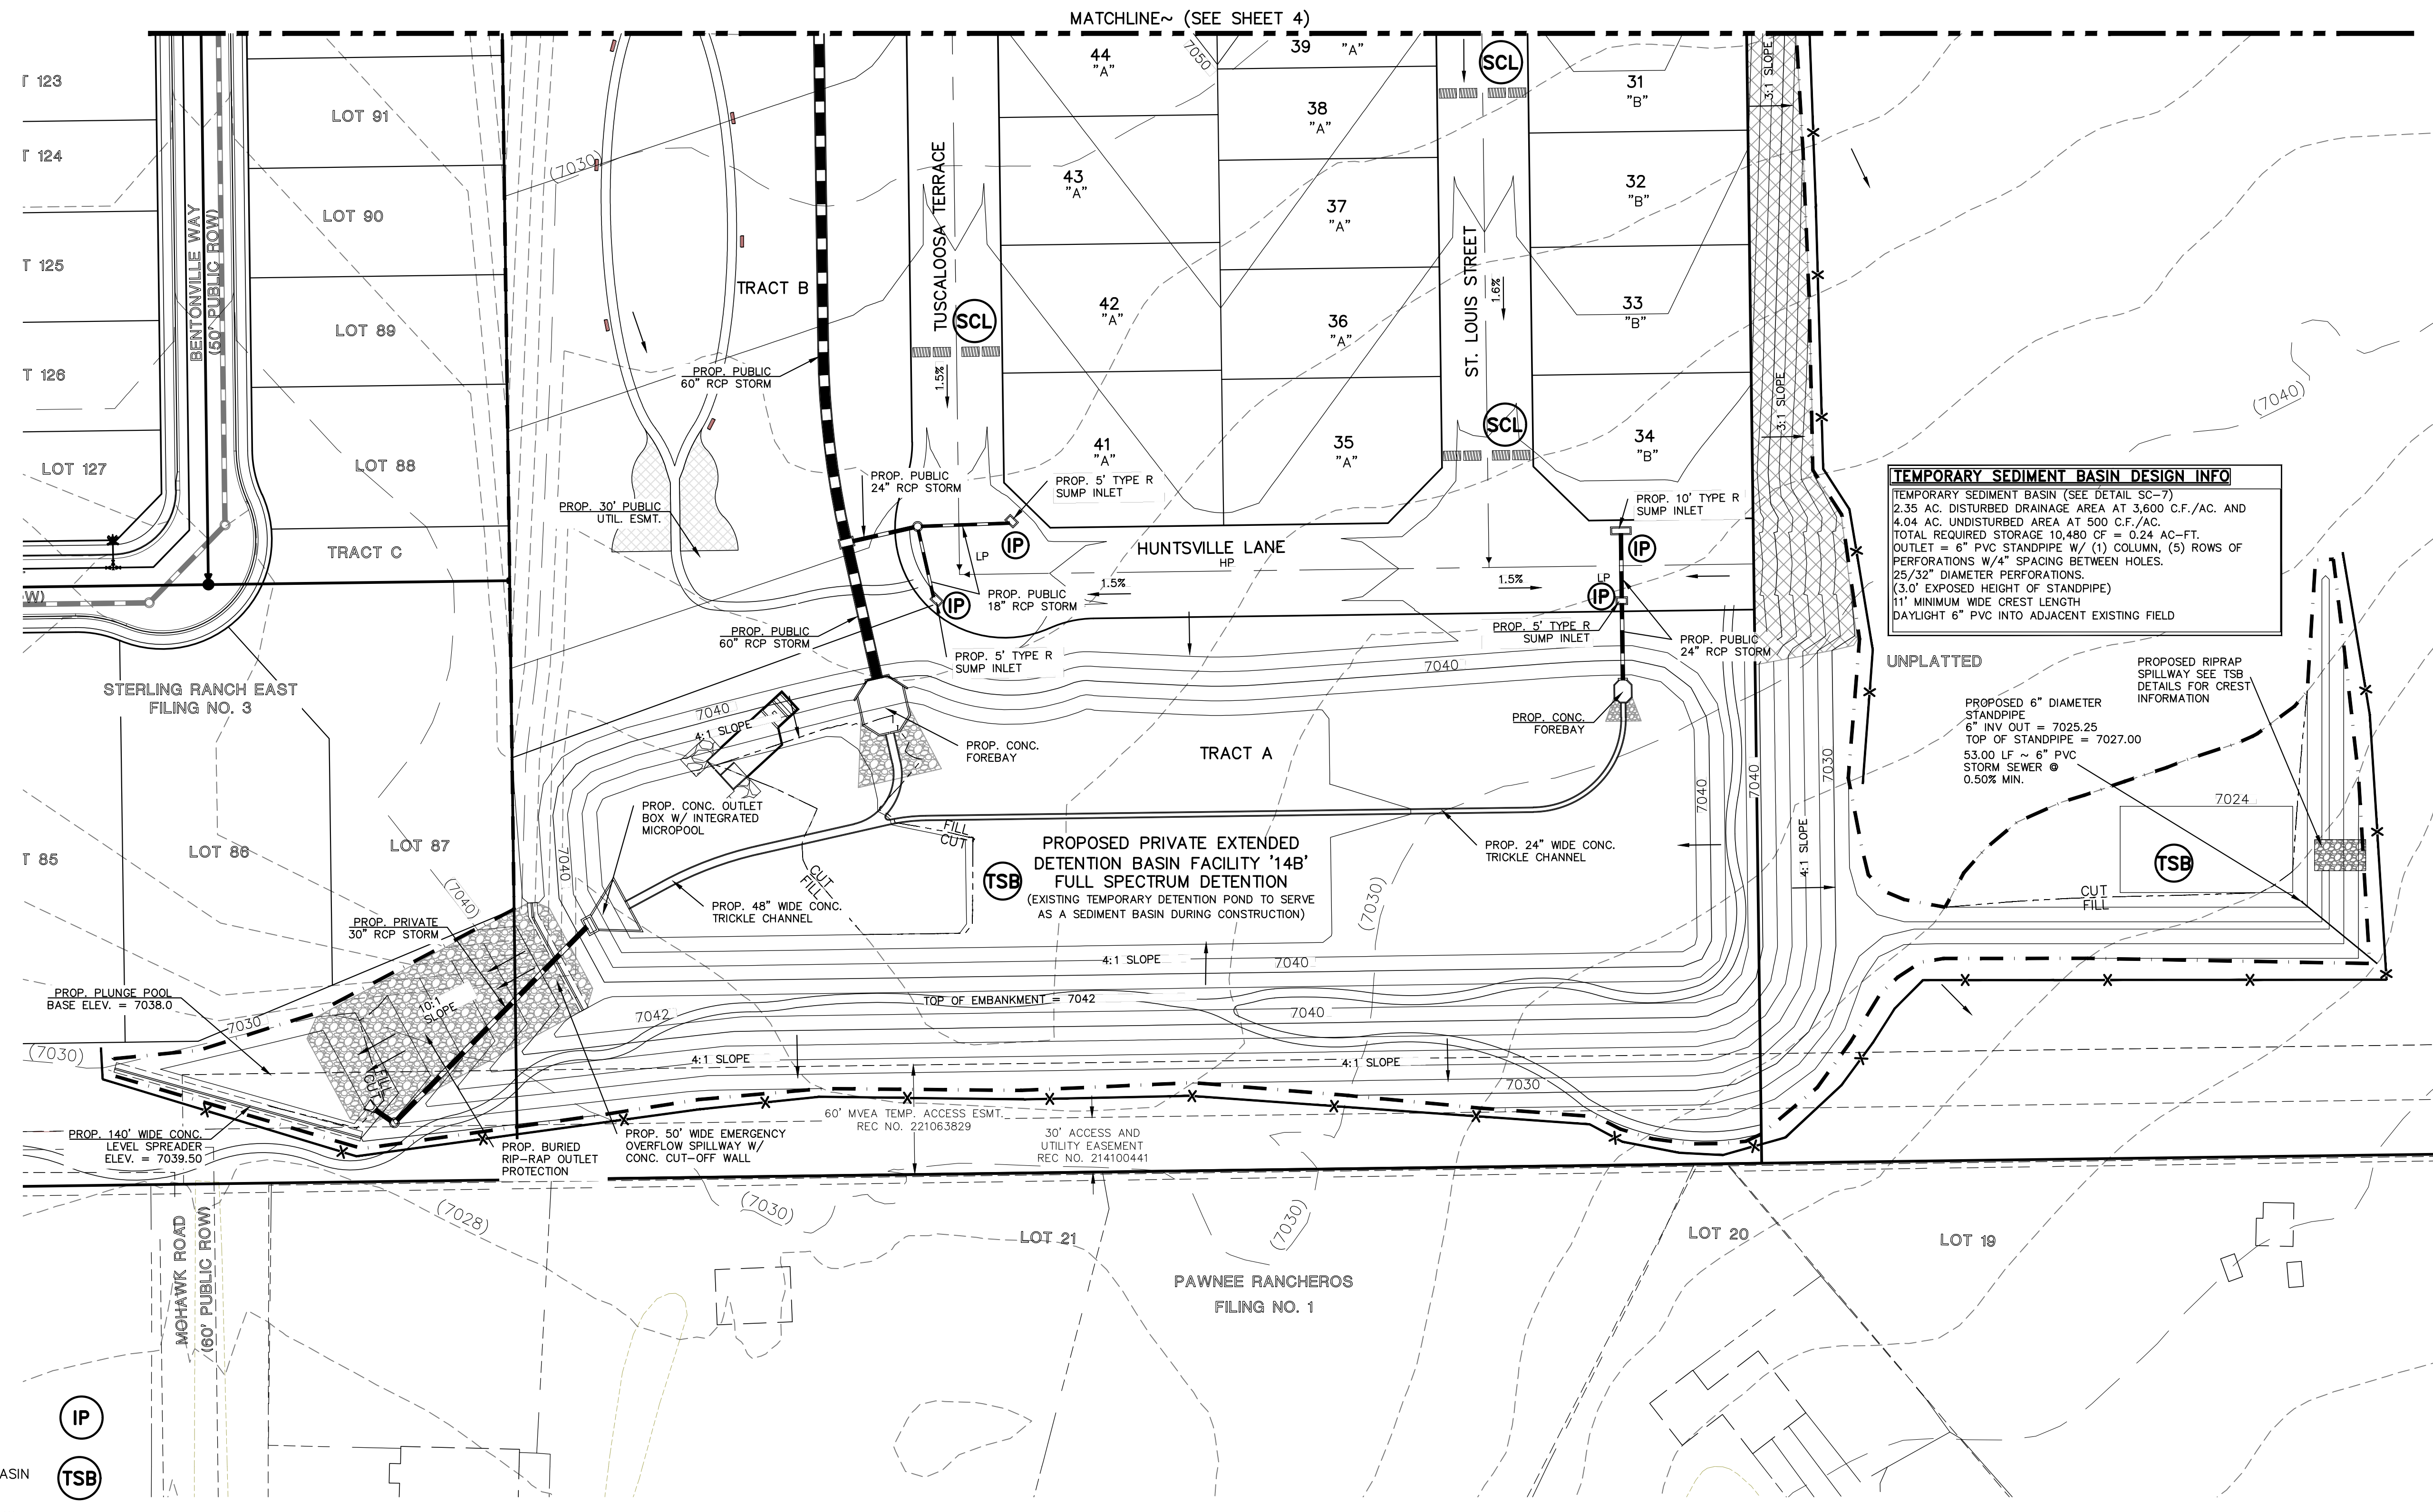 MATCHLINE~ (SEE SHEET 4)
T 123
T 124
T 125
T 126
LOT 127
BENTONVILLE WAY
(50' PUBLIC ROW)
LOT 91
LOT 90
LOT 89
LOT 88
TRACT C
W)
(7030)
TRACT B
PROP. PUBLIC
60" RCP STORM
TUSCALOOSA TERRACE
SCL
1.5%
44
"A"
43
"A"
42
"A"
41
"A"
7050
39 "A"
38
"A"
37
"A"
36
"A"
35
"A"
SCL
ST. LOUIS STREET
1.6%
SCL
31
"B"
32
"B"
33
"B"
34
"B"
3:1 SLOPE
3:1 SLOPE
(7040)
TEMPORARY SEDIMENT BASIN DESIGN INFO
TEMPORARY SEDIMENT BASIN (SEE DETAIL SC-7)
2.35 AC. DISTURBED DRAINAGE AREA AT 3,600 C.F./AC. AND
4.04 AC. UNDISTURBED AREA AT 500 C.F./AC.
TOTAL REQUIRED STORAGE 10,480 CF = 0.24 AC-FT.
OUTLET = 6" PVC STANDPIPE W/ (1) COLUMN, (5) ROWS OF
PERFORATIONS W/4" SPACING BETWEEN HOLES.
25/32" DIAMETER PERFORATIONS.
(3.0' EXPOSED HEIGHT OF STANDPIPE)
11' MINIMUM WIDE CREST LENGTH
DAYLIGHT 6" PVC INTO ADJACENT EXISTING FIELD
UNPLATTED
PROP. 30' PUBLIC
UTIL. ESMT.
PROP. PUBLIC
24" RCP STORM
PROP. 5' TYPE R
SUMP INLET
IP
LP
HUNTSVILLE LANE
HP
1.5%
1.5%
PROP. 10' TYPE R
SUMP INLET
IP
LP
IP
PROP. PUBLIC
18" RCP STORM
IP
PROP. PUBLIC
60" RCP STORM
PROP. 5' TYPE R
SUMP INLET
PROP. 5' TYPE R
SUMP INLET
PROP. PUBLIC
24" RCP STORM
7040
STERLING RANCH EAST
FILING NO. 3
7040
4:1 SLOPE
PROP. CONC.
FOREBAY
TRACT A
PROP. CONC.
FOREBAY
7040
7040
7030
4:1 SLOPE
PROPOSED RIPRAP
SPILLWAY SEE TSB
DETAILS FOR CREST
INFORMATION
PROPOSED 6" DIAMETER
STANDPIPE
6" INV OUT = 7025.25
TOP OF STANDPIPE = 7027.00
53.00 LF ~ 6" PVC
STORM SEWER @
0.50% MIN.
7024
TSB
CUT
FILL
T 85
LOT 86
LOT 87
7040
(7040)
PROP. CONC. OUTLET
BOX W/ INTEGRATED
MICROPOOL
FILL
CUT
CUT
FILL
PROP. 48" WIDE CONC.
TRICKLE CHANNEL
TSB
PROPOSED PRIVATE EXTENDED
DETENTION BASIN FACILITY '14B'
FULL SPECTRUM DETENTION
(EXISTING TEMPORARY DETENTION POND TO SERVE
AS A SEDIMENT BASIN DURING CONSTRUCTION)
(7030)
PROP. 24" WIDE CONC.
TRICKLE CHANNEL
PROP. PRIVATE
30" RCP STORM
4:1 SLOPE
7040
PROP. PLUNGE POOL
BASE ELEV. = 7038.0
10:1
SLOPE
TOP OF EMBANKMENT = 7042
7042
7040
7030
(7030)
FILL
CUT
4:1 SLOPE
4:1 SLOPE
7030
60' MVEA TEMP. ACCESS ESMT.
REC NO. 221063829
30' ACCESS AND
UTILITY EASEMENT
REC NO. 214100441
PROP. 140' WIDE CONC.
LEVEL SPREADER
ELEV. = 7039.50
PROP. BURIED
RIP-RAP OUTLET
PROTECTION
PROP. 50' WIDE EMERGENCY
OVERFLOW SPILLWAY W/
CONC. CUT-OFF WALL
MOHAWK ROAD
(60' PUBLIC ROW)
(7028)
(7030)
(7030)
LOT 21
LOT 20
LOT 19
PAWNEE RANCHEROS
FILING NO. 1
IP
ASIN
TSB